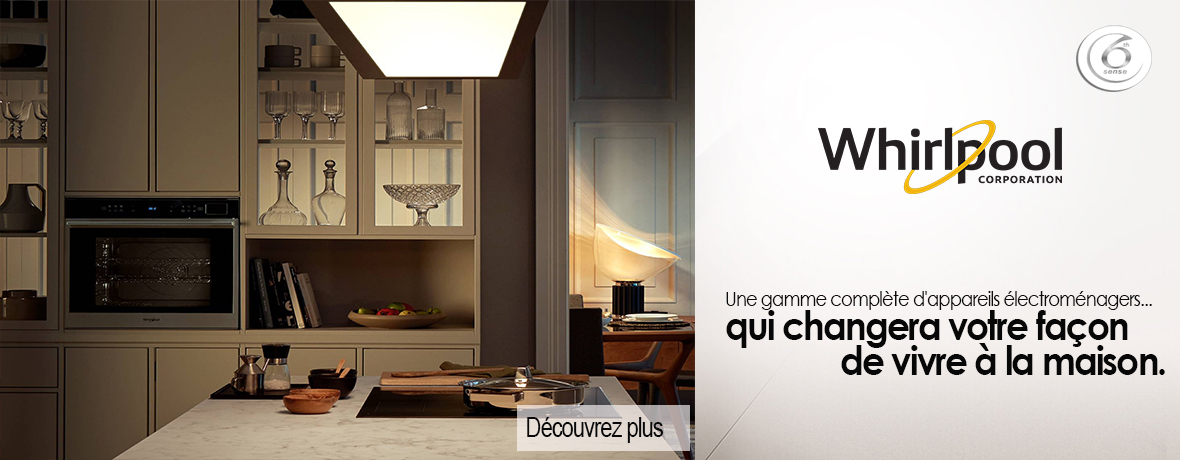 6th
sense
Whirlpool
CORPORATION
Une gamme complète d'appareils électroménagers...
qui changera votre façon
de vivre à la maison.
Découvrez plus